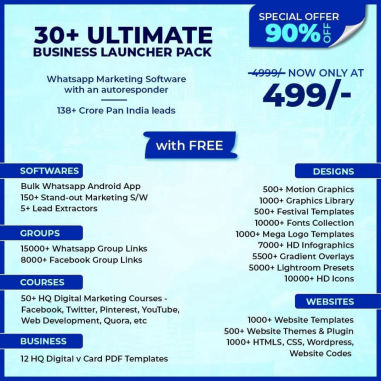 30+ ULTIMATE
BUSINESS LAUNCHER PACK
Whatsapp Marketing Software
with an autoresponder
138+ Crore Pan India leads
SPECIAL OFFER
90% OFF
4999/- NOW ONLY AT
499/-
with FREE
SOFTWARES
Bulk Whatsapp Android App
150+ Stand-out Marketing S/W
5+ Lead Extractors
GROUPS
15000+ Whatsapp Group Links
8000+ Facebook Group Links
COURSES
50+ HQ Digital Marketing Courses -
Facebook, Twitter, Pinterest, YouTube,
Web Development, Quora, etc
BUSINESS
12 HQ Digital v Card PDF Templates
DESIGNS
500+ Motion Graphics
1000+ Graphics Library
500+ Festival Templates
10000+ Fonts Collection
1000+ Mega Logo Templates
7000+ HD Infographics
5500+ Gradient Overlays
5000+ Lightroom Presets
10000+ HD Icons
WEBSITES
1000+ Website Templates
500+ Website Themes & Plugin
1000+ HTMLS, CSS, Wordpress,
Website Codes